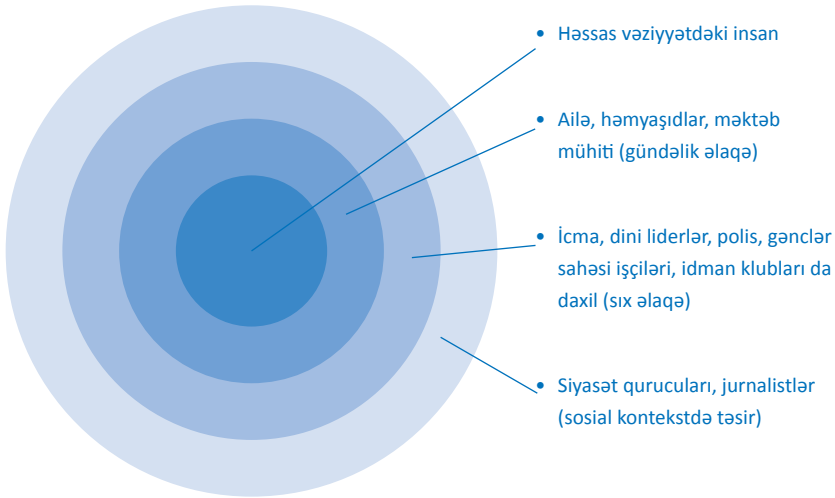 • Həssas vəziyyətdəki insan
• Ailə, həmyaşıdlar, məktəb
mühiti (gündəlik əlaqə)
• İcma, dini liderlər, polis, gənclər
sahəsi işçiləri, idman klubları da
daxil (sıx əlaqə)
• Siyasət qurucuları, jurnalistlər
(sosial kontekstdə təsir)